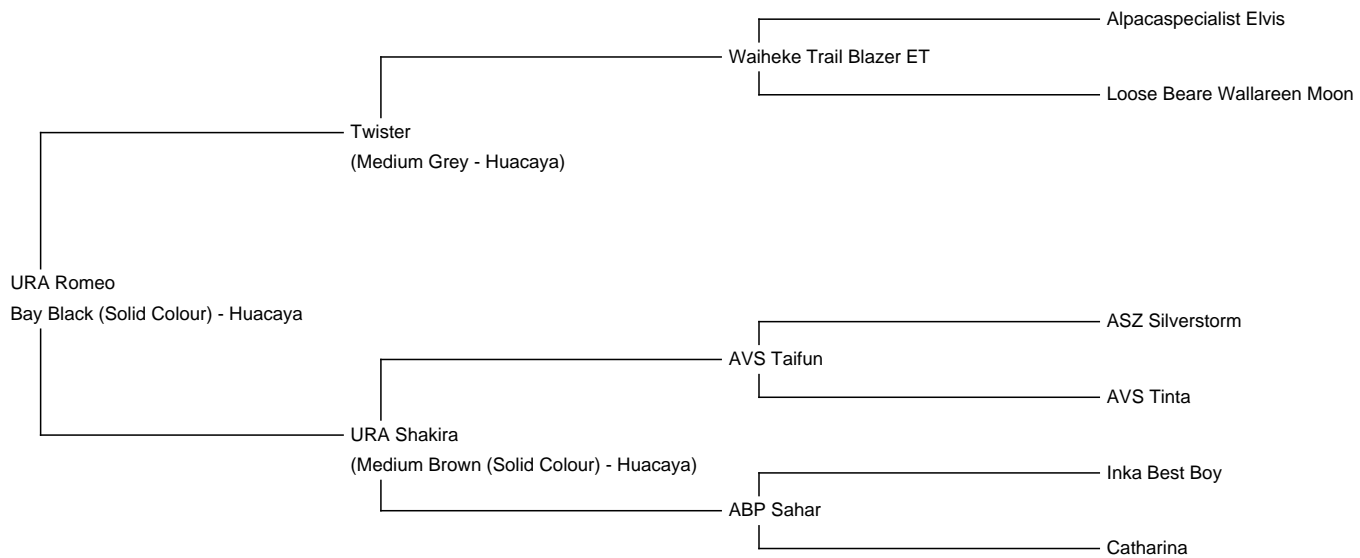 Alpacaspecialist Elvis
Waiheke Trail Blazer ET
Loose Beare Wallareen Moon
Twister
(Medium Grey - Huacaya)
URA Romeo
Bay Black (Solid Colour) - Huacaya
ASZ Silverstorm
AVS Taifun
AVS Tinta
URA Shakira
(Medium Brown (Solid Colour) - Huacaya)
Inka Best Boy
ABP Sahar
Catharina